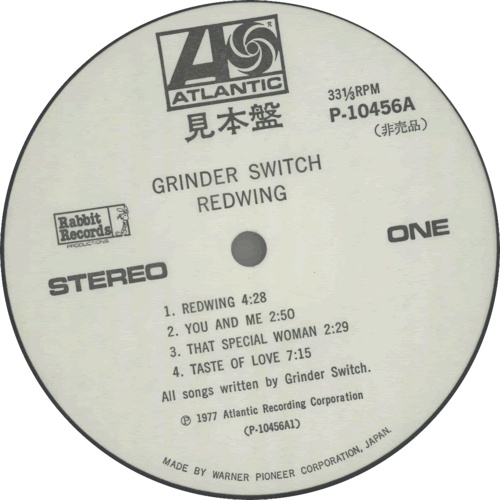 ATLANTIC
®
見本盤
33⅓RPM
P-10456A
(非売品)
GRINDER SWITCH
REDWING
Rabbit
Records
PRODUCTIONS
STEREO
ONE
1. REDWING 4:28
2. YOU AND ME 2:50
3. THAT SPECIAL WOMAN 2:29
4. TASTE OF LOVE 7:15
All songs written by Grinder Switch.
Ⓟ 1977 Atlantic Recording Corporation
(P-10456A1)
MADE BY WARNER PIONEER CORPORATION, JAPAN.